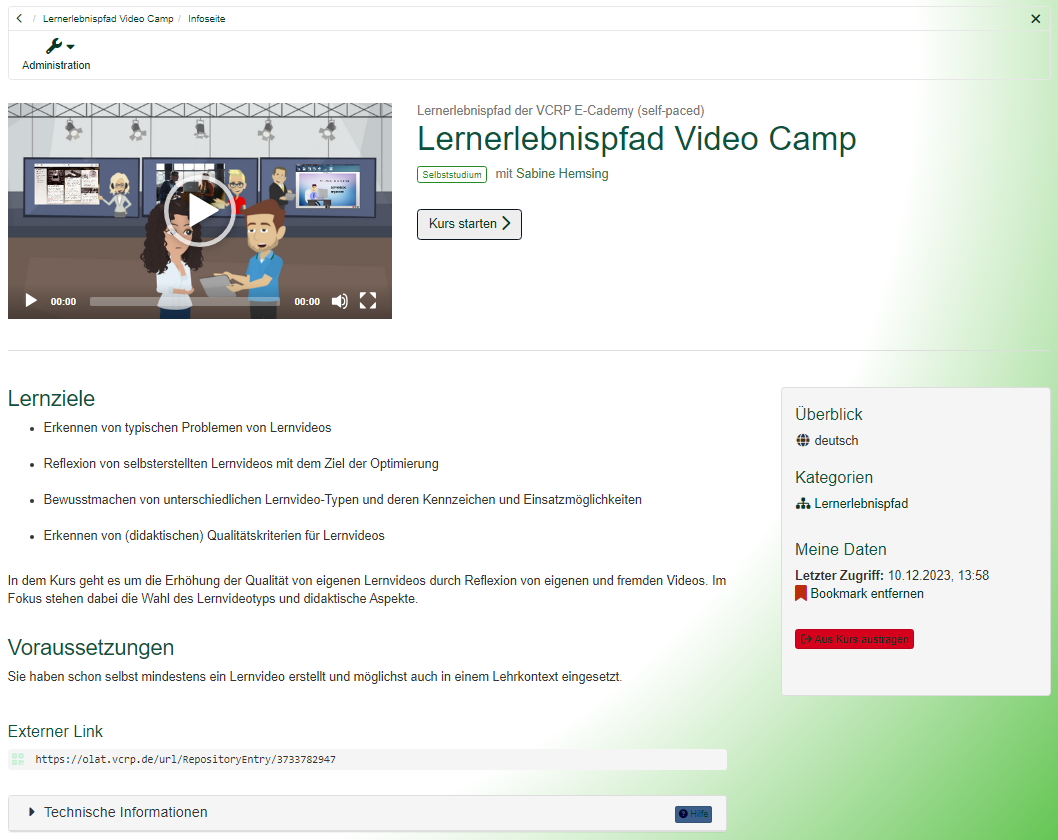 Lernerlebnispfad Video Camp / Infoseite
Administration
Lernerlebnispfad der VCRP E-Cademy (self-paced)
Lernerlebnispfad Video Camp
Selbststudium mit Sabine Hemsing
Kurs starten
00:00 00:00
Lernziele
• Erkennen von typischen Problemen von Lernvideos
• Reflexion von selbsterstellten Lernvideos mit dem Ziel der Optimierung
• Bewusstmachen von unterschiedlichen Lernvideo-Typen und deren Kennzeichen und Einsatzmöglichkeiten
• Erkennen von (didaktischen) Qualitätskriterien für Lernvideos
In dem Kurs geht es um die Erhöhung der Qualität von eigenen Lernvideos durch Reflexion von eigenen und fremden Videos. Im
Fokus stehen dabei die Wahl des Lernvideotyps und didaktische Aspekte.
Voraussetzungen
Sie haben schon selbst mindestens ein Lernvideo erstellt und möglichst auch in einem Lehrkontext eingesetzt.
Externer Link
https://olat.vcrp.de/url/RepositoryEntry/3733782947
Technische Informationen
Hilfe
Überblick
deutsch
Kategorien
Lernerlebnispfad
Meine Daten
Letzter Zugriff: 10.12.2023, 13:58
Bookmark entfernen
Aus Kurs austragen